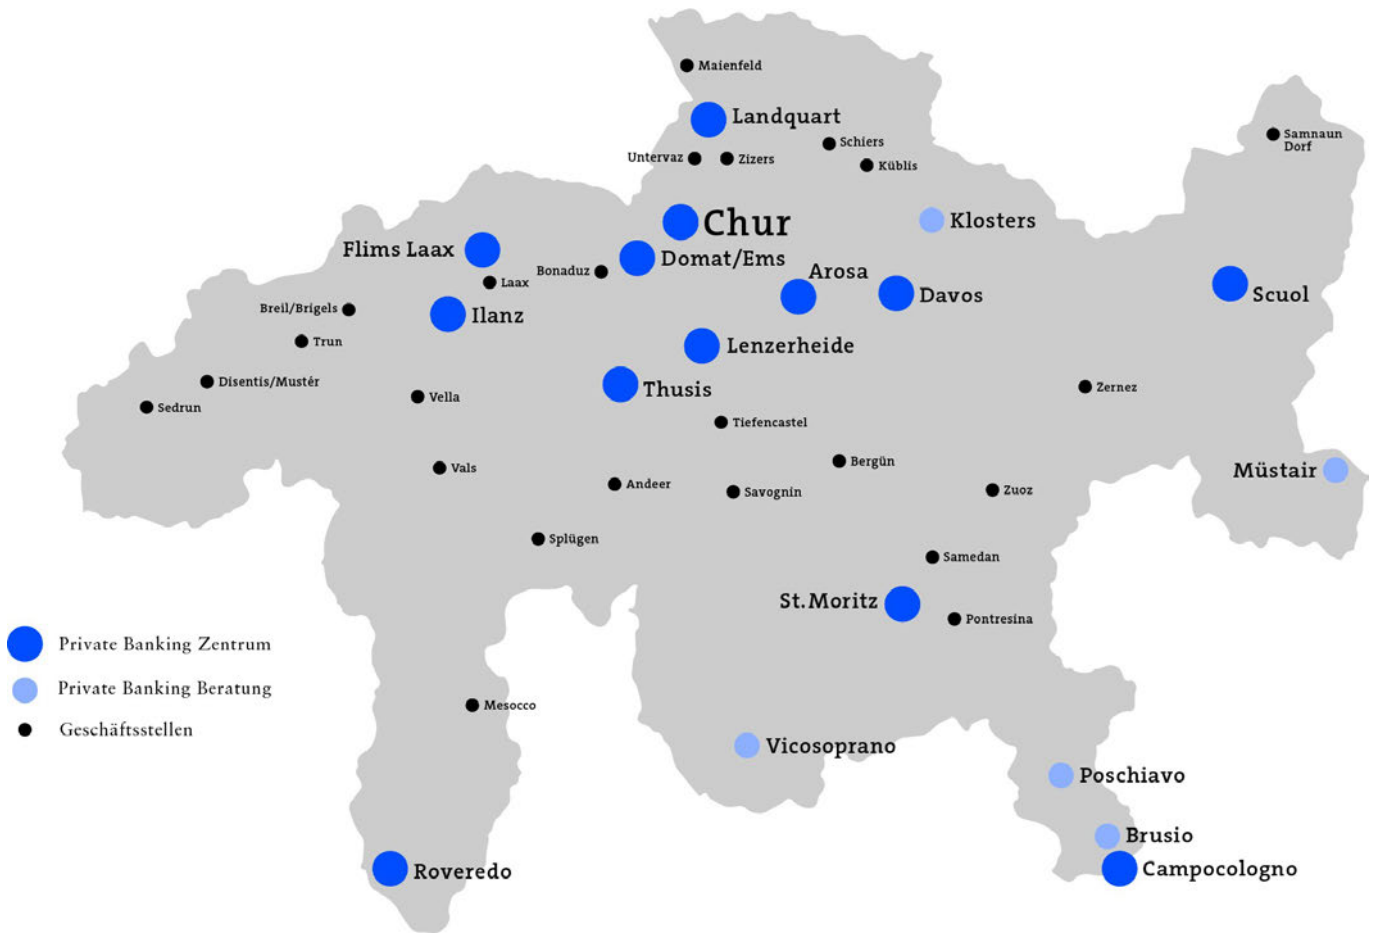 Maienfeld
Landquart
Schiers
Untervaz
Zizers
Küblis
Samnaun
Dorf
Chur
Klosters
Flims Laax
Domat/Ems
Bonaduz
Laax
Arosa
Davos
Scuol
Breil/Brigels
Ilanz
Trun
Lenzerheide
Disentis/Mustér
Thusis
Zernez
Sedrun
Vella
Tiefencastel
Vals
Bergün
Müstair
Andeer
Savognin
Zuoz
Splügen
Samedan
St.Moritz
Pontresina
Private Banking Zentrum
Private Banking Beratung
Geschäftsstellen
Mesocco
Vicosoprano
Poschiavo
Brusio
Roveredo
Campocologno